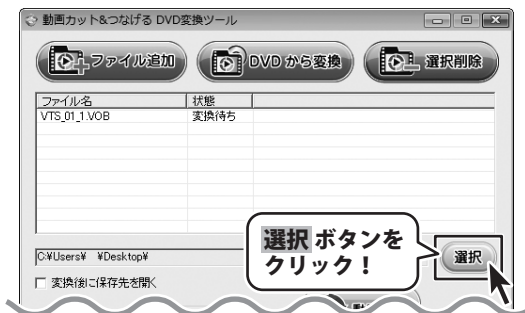 動画カット&つなげる DVD変換ツール
ファイル追加
DVD から変換
選択削除
ファイル名 状態
VTS_01_1.VOB 変換待ち
選択 ボタンを
クリック！
C:¥Users¥ ¥Desktop¥
選択
変換後に保存先を開く